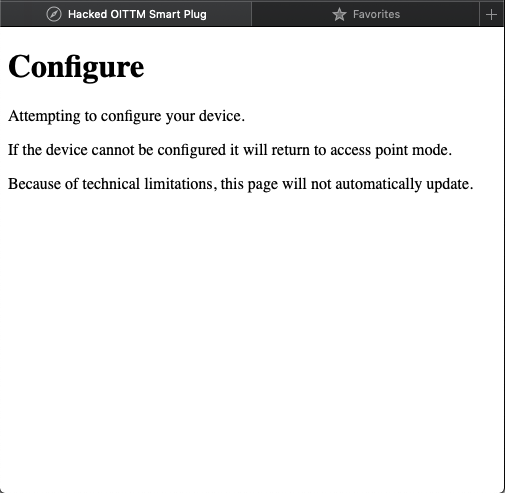 Hacked OITTM Smart Plug
Favorites
Configure
Attempting to configure your device.
If the device cannot be configured it will return to access point mode.
Because of technical limitations, this page will not automatically update.